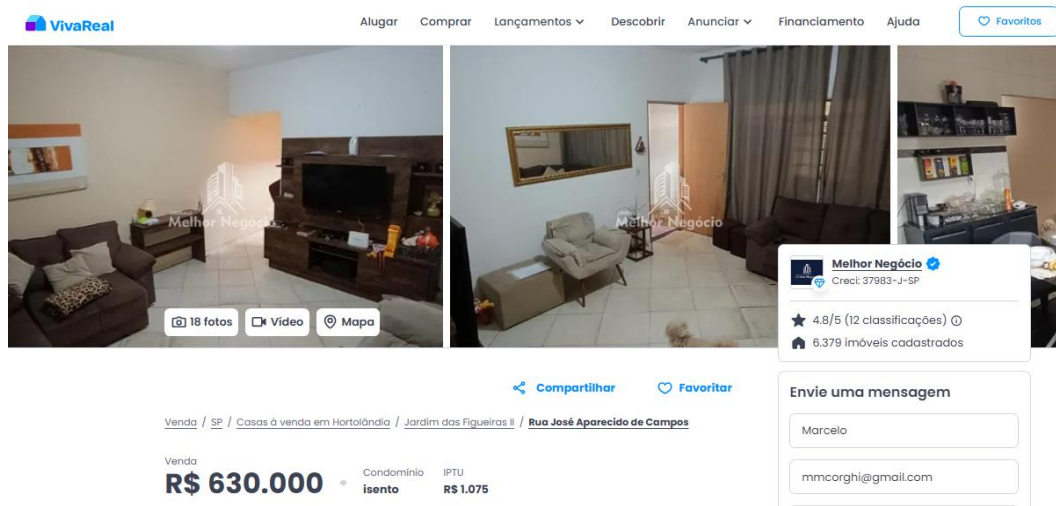 VivaReal
Alugar Comprar Lançamentos Descobrir Anunciar Financiamento Ajuda Favoritos
Melhor Negócio
Melhor Negócio
18 fotos Vídeo Mapa
Melhor Negócio
Creci: 37983-J-SP
4.8/5 (12 classificações)
6.379 imóveis cadastrados
Compartilhar Favoritar
Envie uma mensagem
Venda / SP / Casas à venda em Hortolândia / Jardim das Figueiras II / Rua José Aparecido de Campos
Marcelo
Venda
R$ 630.000
Condomínio
isento
IPTU
R$ 1.075
mmcorghi@gmail.com